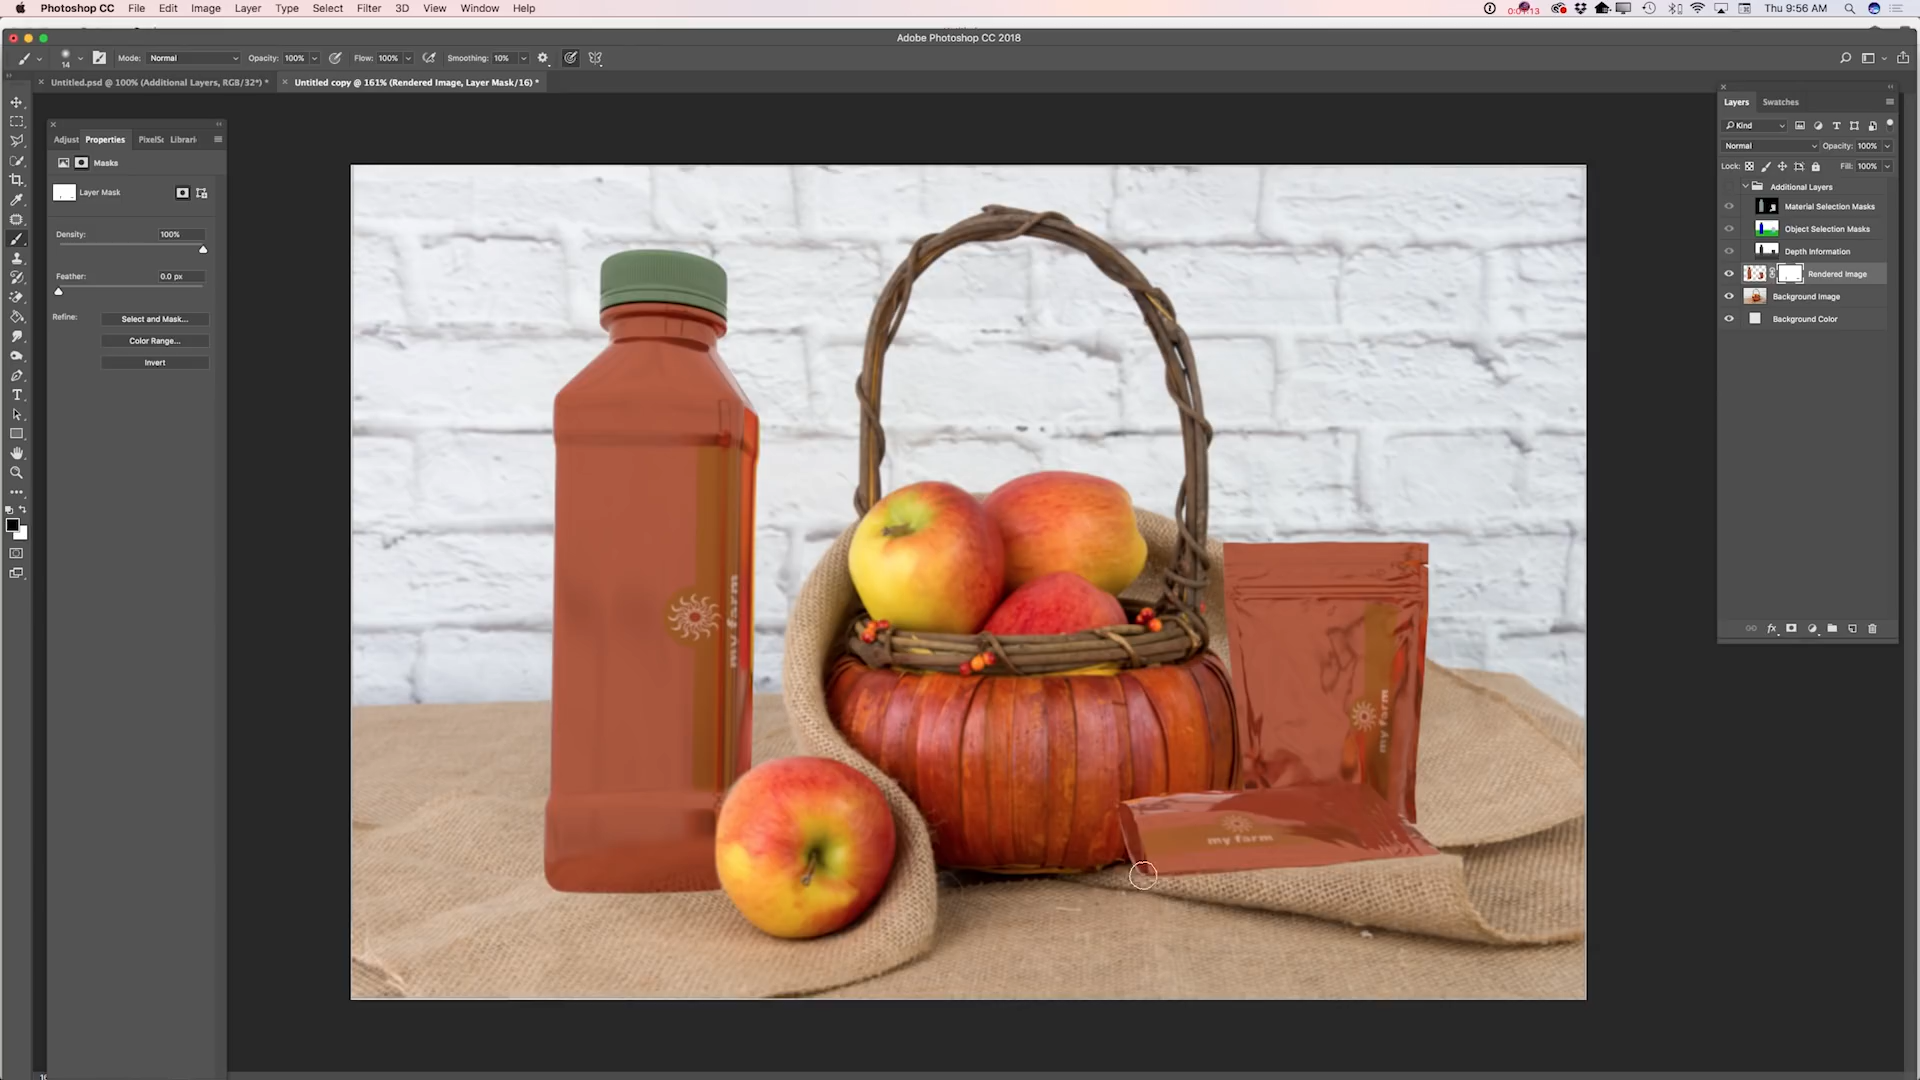 Photoshop CC File Edit Image Layer Type Select Filter 3D View Window Help Thu 9:56 AM
Adobe Photoshop CC 2018
14 Mode: Normal Opacity: 100% Flow: 100% Smoothing: 10%
Untitled.psd @ 100% (Additional Layers, RGB/32*) * Untitled copy @ 161% (Rendered Image, Layer Mask/16) *
Adjust Properties PixelSc Librari
Masks
Layer Mask
Density: 100%
Feather: 0.0 px
Refine: Select and Mask...
Color Range...
Invert
my farm
my farm
my farm
Layers Swatches
Kind
Normal Opacity: 100%
Lock: Fill: 100%
Additional Layers
Material Selection Masks
Object Selection Masks
Depth Information
Rendered Image
Background Image
Background Color